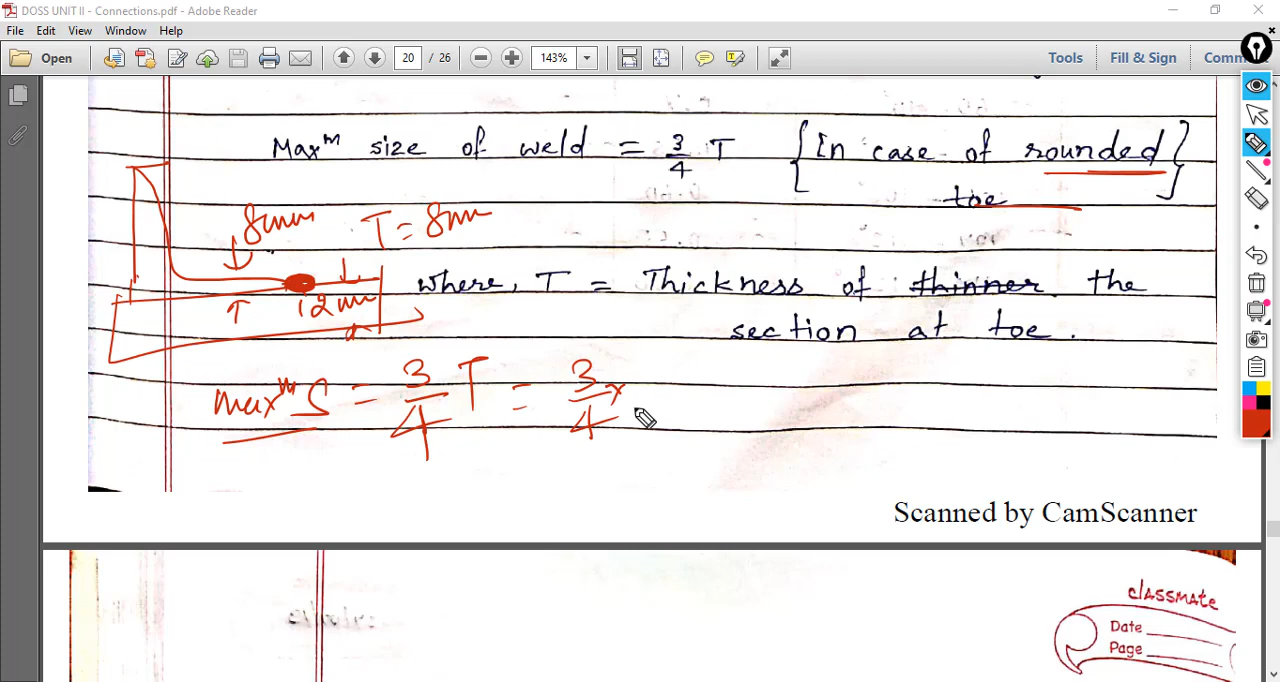 DOSS UNIT II - Connections.pdf - Adobe Reader
File Edit View Window Help
Open 20 / 26 143% Tools Fill & Sign Comm
Maxm size of weld = 3/4 T {In case of rounded
toe}
8mm T = 8mm
T 12mm
where, T = Thickness of thinner the
section at toe.
maxm S = 3/4 T = 3/4 x
Scanned by CamScanner
classmate
Date
Page